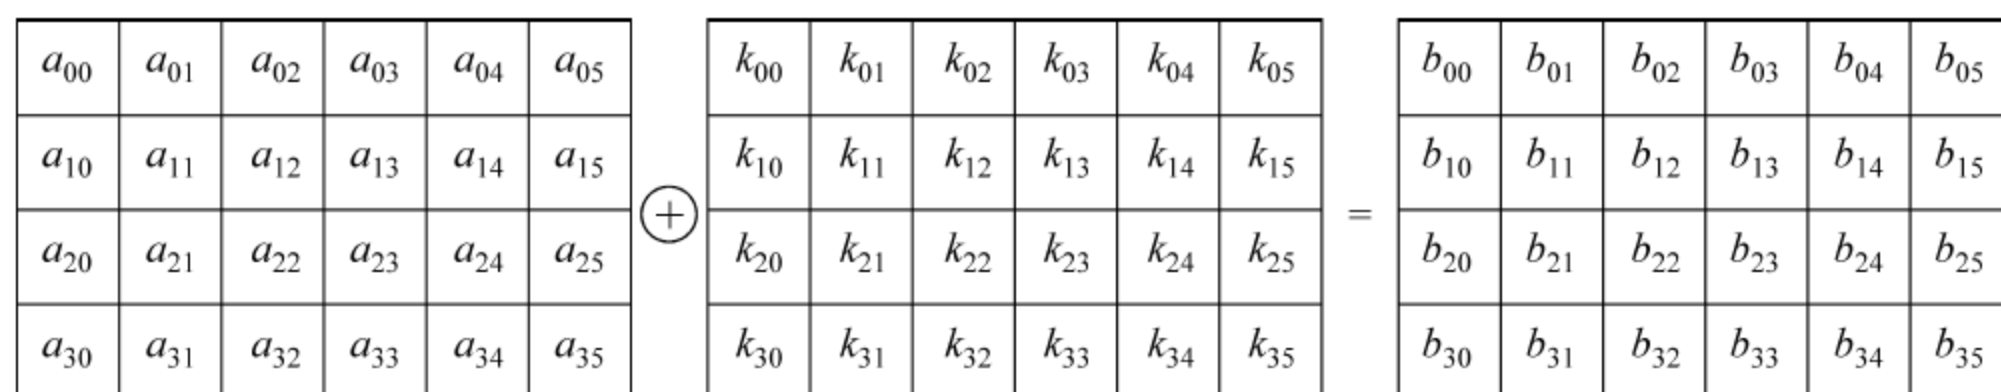 a00 a01 a02 a03 a04 a05 k00 k01 k02 k03 k04 k05 b00 b01 b02 b03 b04 b05
a10 a11 a12 a13 a14 a15 k10 k11 k12 k13 k14 k15 b10 b11 b12 b13 b14 b15
⊕ =
a20 a21 a22 a23 a24 a25 k20 k21 k22 k23 k24 k25 b20 b21 b22 b23 b24 b25
a30 a31 a32 a33 a34 a35 k30 k31 k32 k33 k34 k35 b30 b31 b32 b33 b34 b35